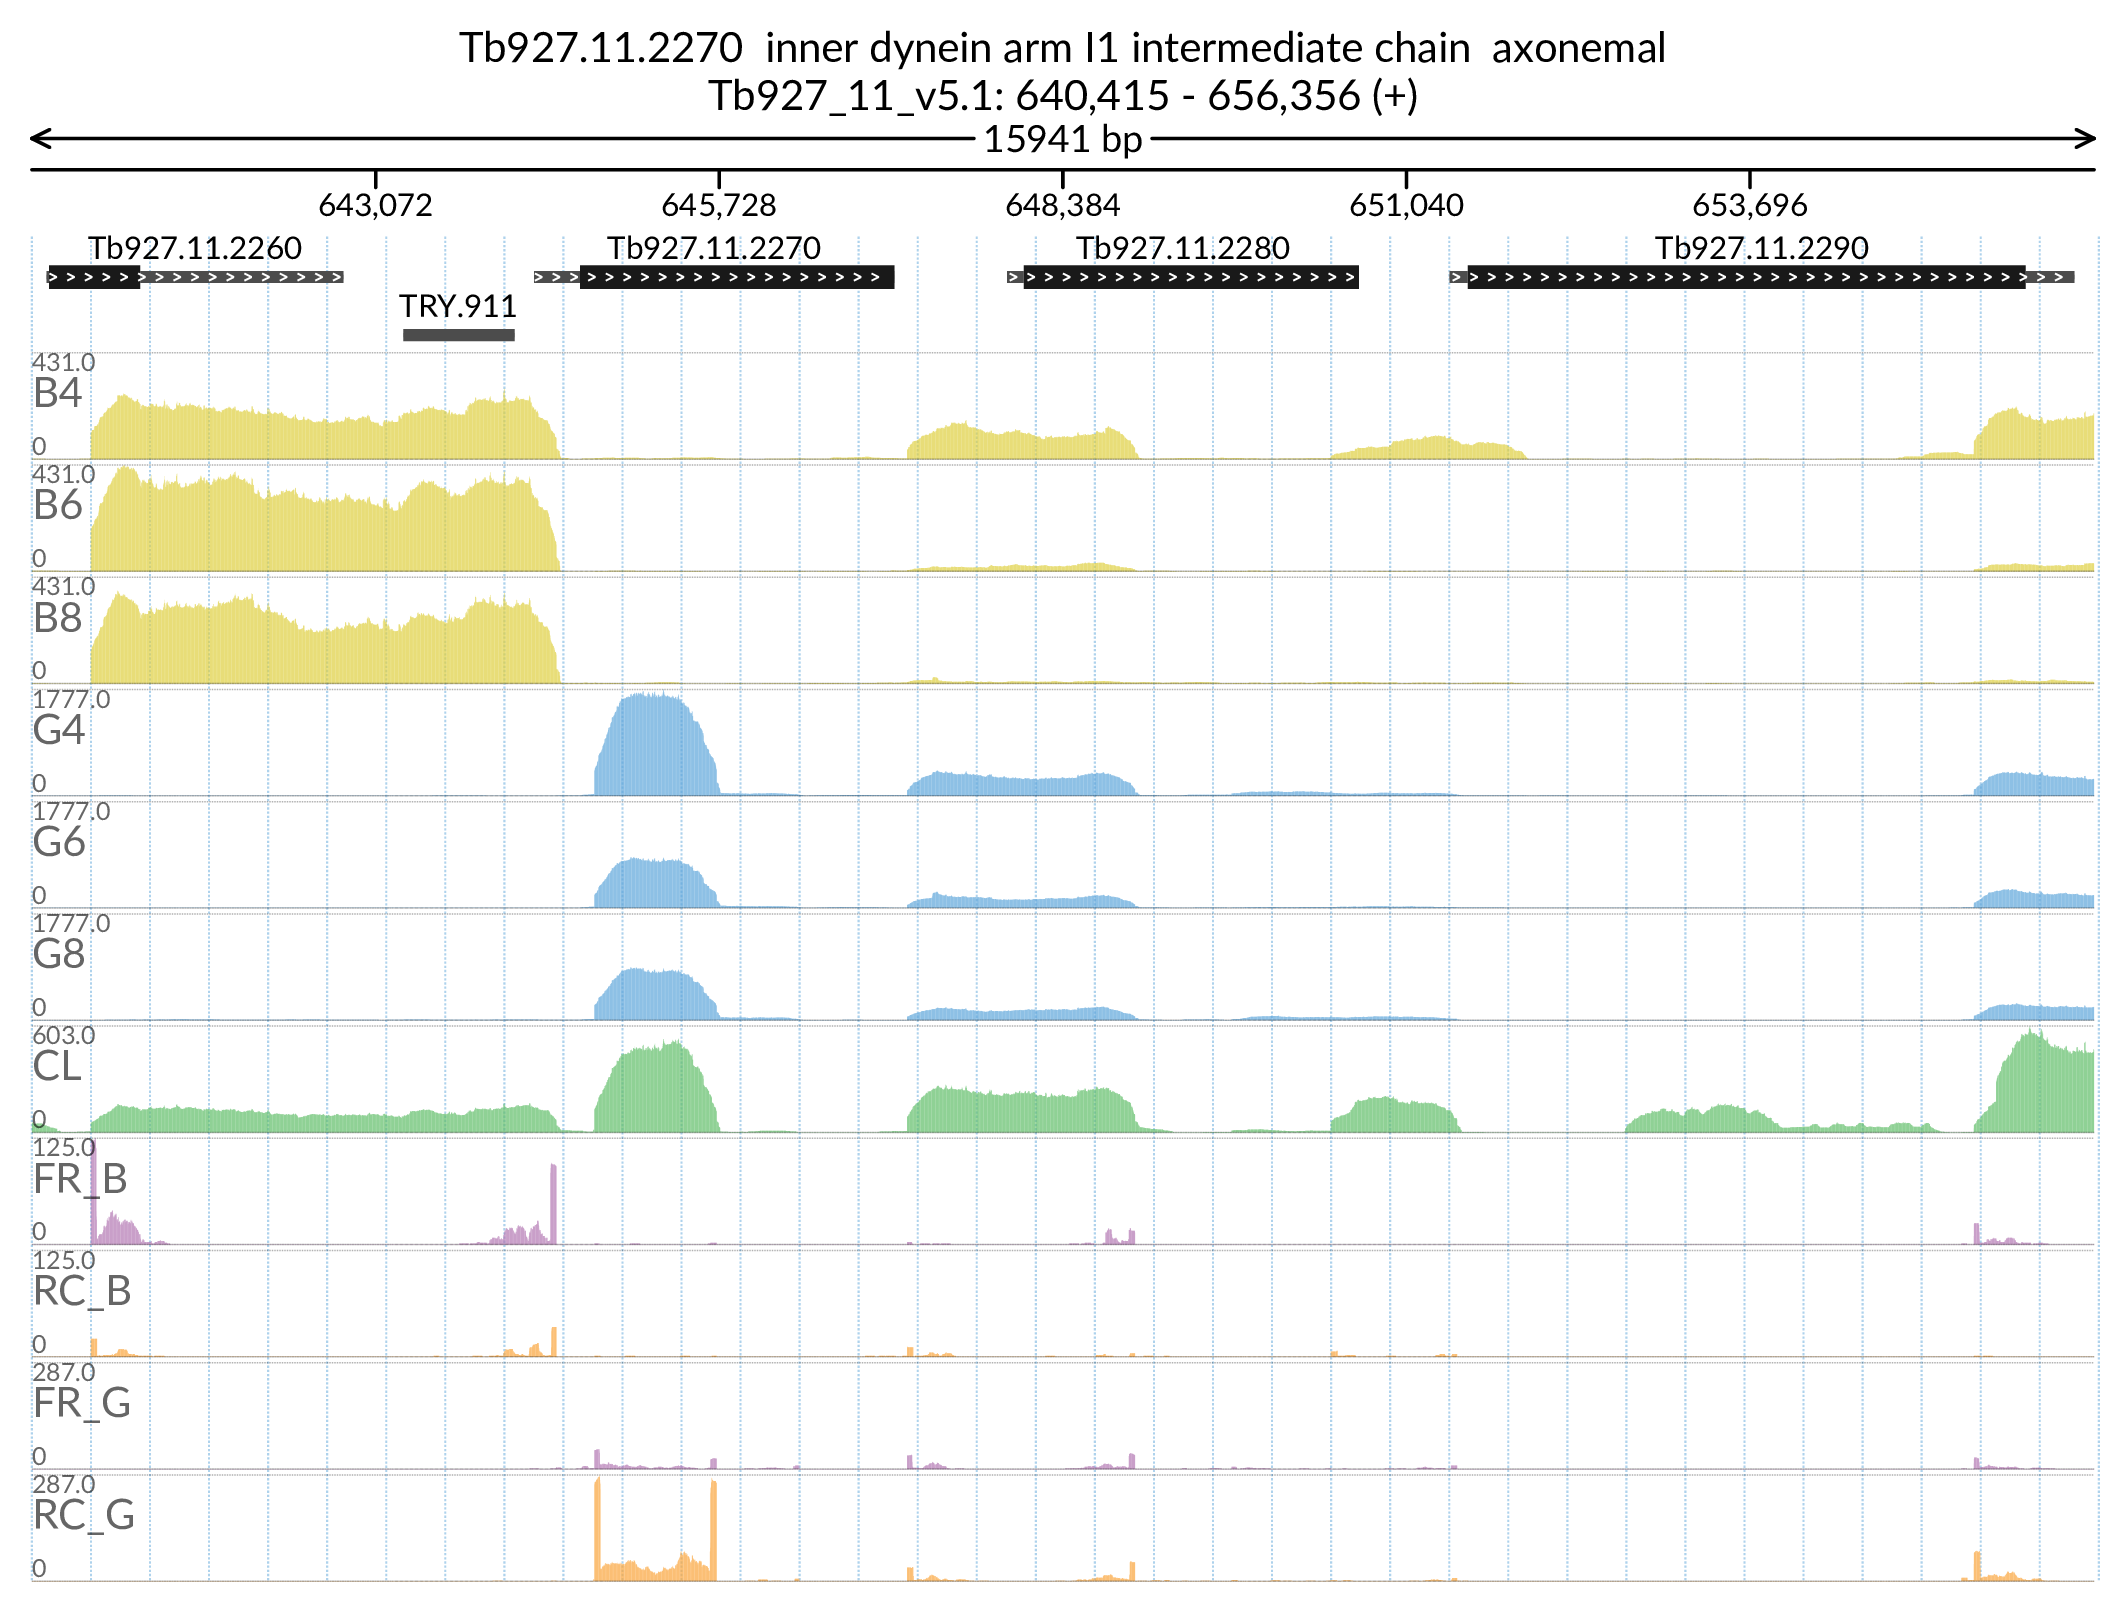 Tb927.11.2270  inner dynein arm I1 intermediate chain  axonemal
Tb927_11_v5.1: 640,415 - 656,356 (+)
15941 bp
643,072 645,728 648,384 651,040 653,696
Tb927.11.2260 Tb927.11.2270 Tb927.11.2280 Tb927.11.2290
TRY.911
431.0
B4
0
431.0
B6
0
431.0
B8
0
1777.0
G4
0
1777.0
G6
0
1777.0
G8
0
603.0
CL
0
125.0
FR_B
0
125.0
RC_B
0
287.0
FR_G
0
287.0
RC_G
0